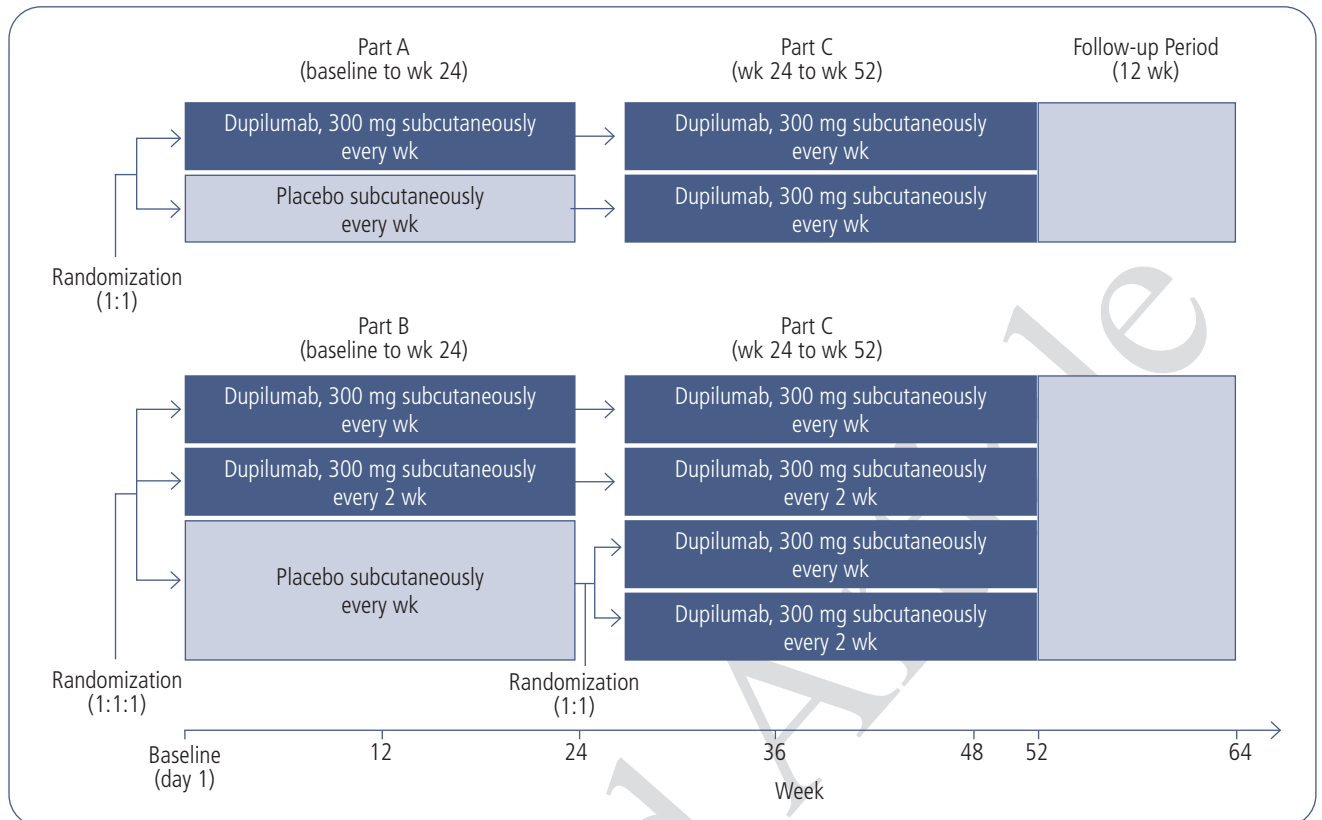 Part A
(baseline to wk 24)
Part C
(wk 24 to wk 52)
Follow-up Period
(12 wk)
Dupilumab, 300 mg subcutaneously
every wk
Dupilumab, 300 mg subcutaneously
every wk
Placebo subcutaneously
every wk
Dupilumab, 300 mg subcutaneously
every wk
Randomization
(1:1)
Part B
(baseline to wk 24)
Part C
(wk 24 to wk 52)
Dupilumab, 300 mg subcutaneously
every wk
Dupilumab, 300 mg subcutaneously
every wk
Dupilumab, 300 mg subcutaneously
every 2 wk
Dupilumab, 300 mg subcutaneously
every 2 wk
Placebo subcutaneously
every wk
Dupilumab, 300 mg subcutaneously
every wk
Dupilumab, 300 mg subcutaneously
every 2 wk
Randomization
(1:1:1)
Randomization
(1:1)
Baseline
(day 1)
12
24
36
48
52
64
Week